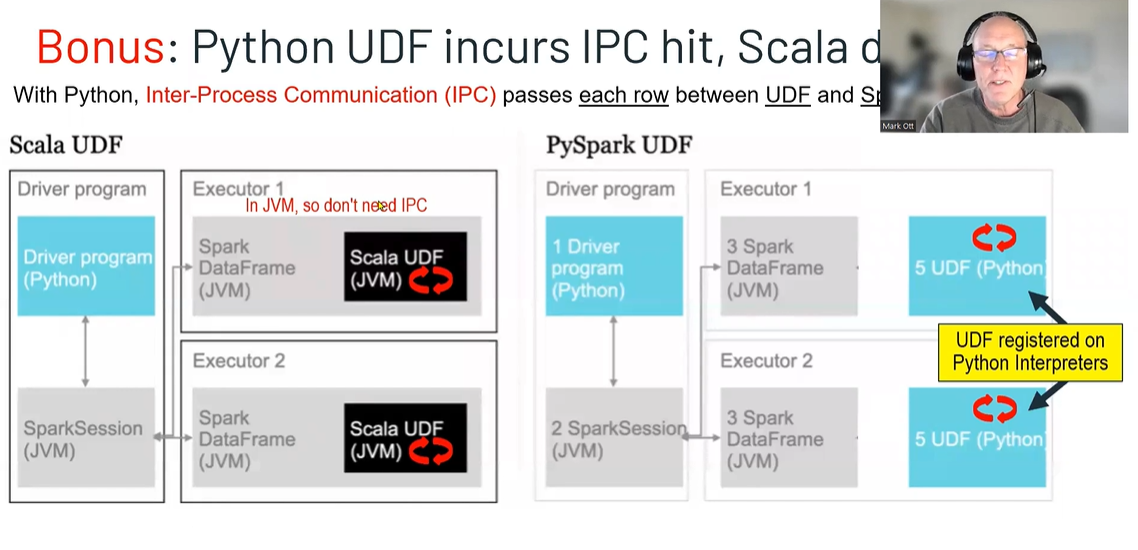 Bonus: Python UDF incurs IPC hit, Scala
With Python, Inter-Process Communication (IPC) passes each row between UDF and
Mark Ott
Scala UDF
Driver program
Driver program
(Python)
SparkSession
(JVM)
Executor 1
In JVM, so don't need IPC
Spark
DataFrame
(JVM)
Scala UDF
(JVM)
Executor 2
Spark
DataFrame
(JVM)
Scala UDF
(JVM)
PySpark UDF
Driver program
1 Driver
program
(Python)
2 SparkSession
(JVM)
Executor 1
3 Spark
DataFrame
(JVM)
5 UDF (Python
UDF registered on
Python Interpreters
Executor 2
3 Spark
DataFrame
(JVM)
5 UDF (Python